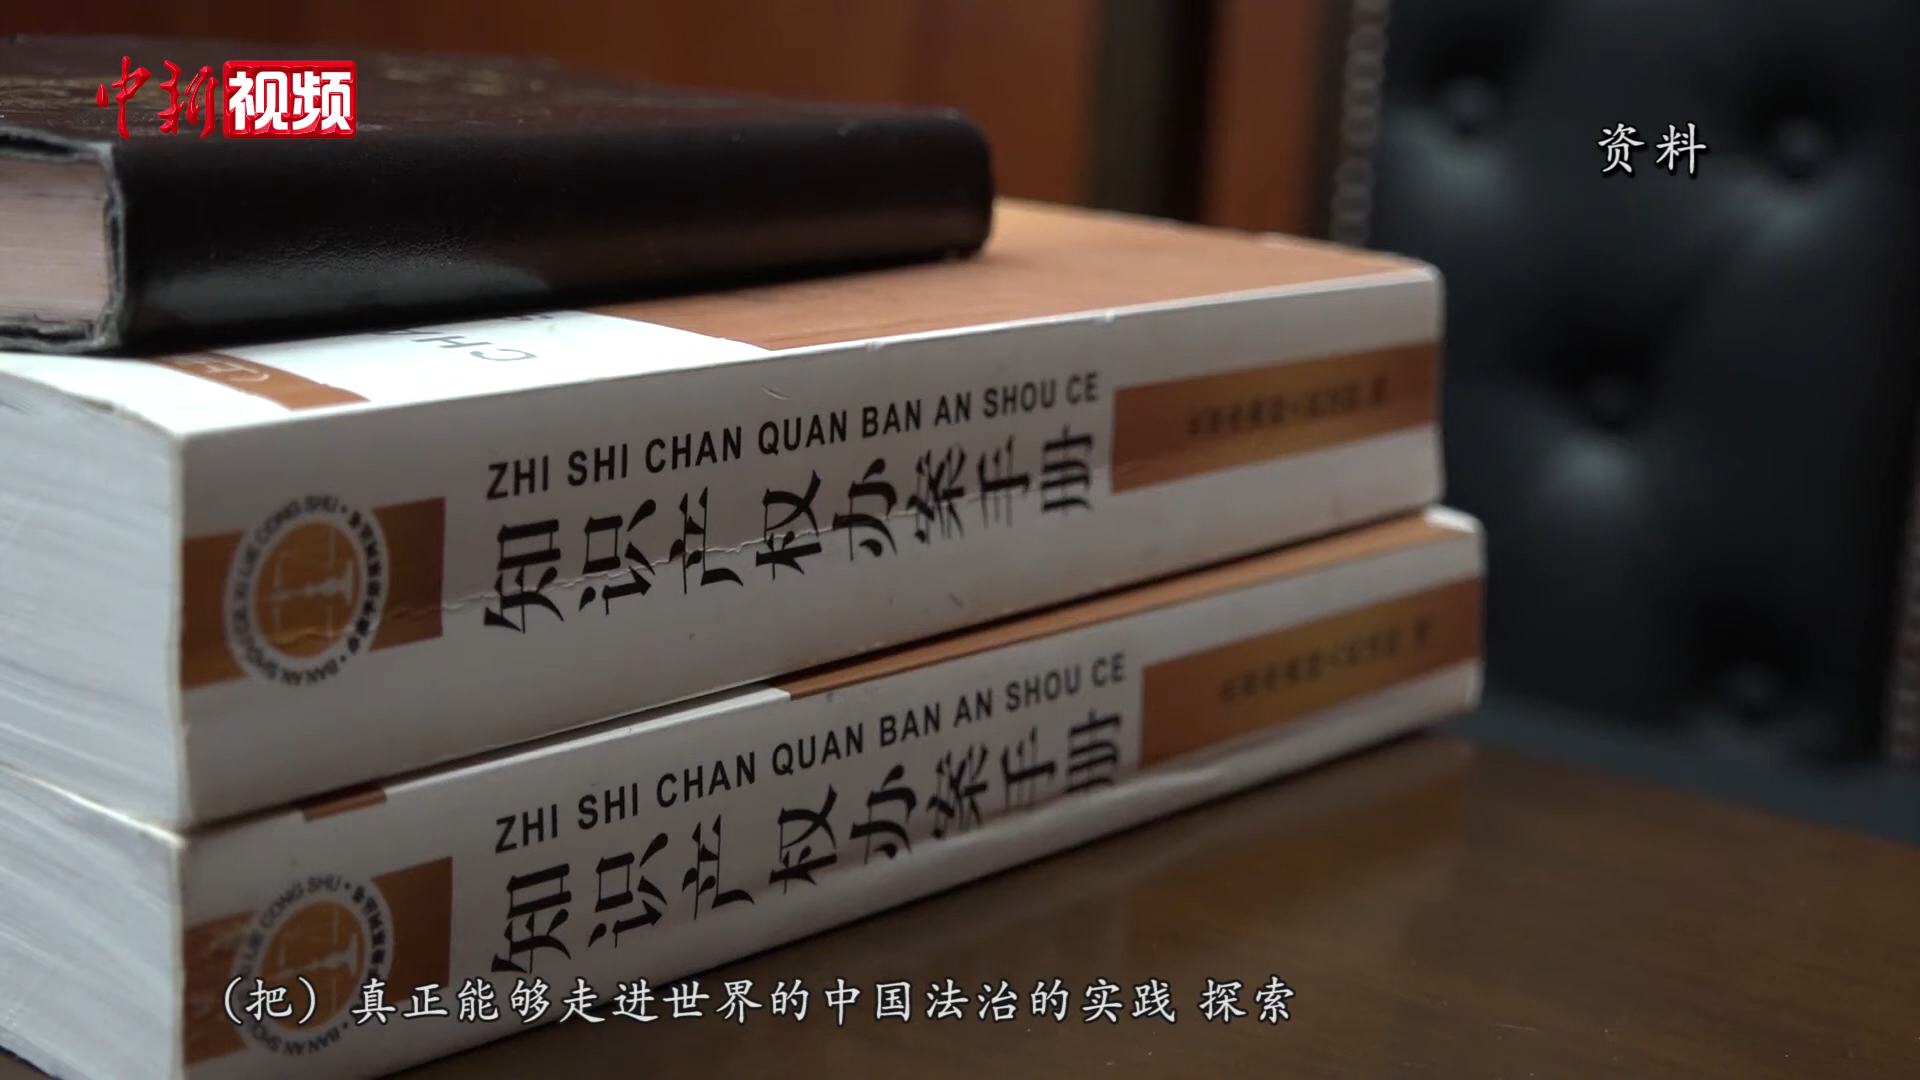 中新视频
资料
CH
ZHI SHI CHAN QUAN BAN AN SHOU CE
知识产权办案手册
ZHI SHI CHAN QUAN BAN AN SHOU CE
知识产权办案手册
（把）真正能够走进世界的中国法治的实践 探索